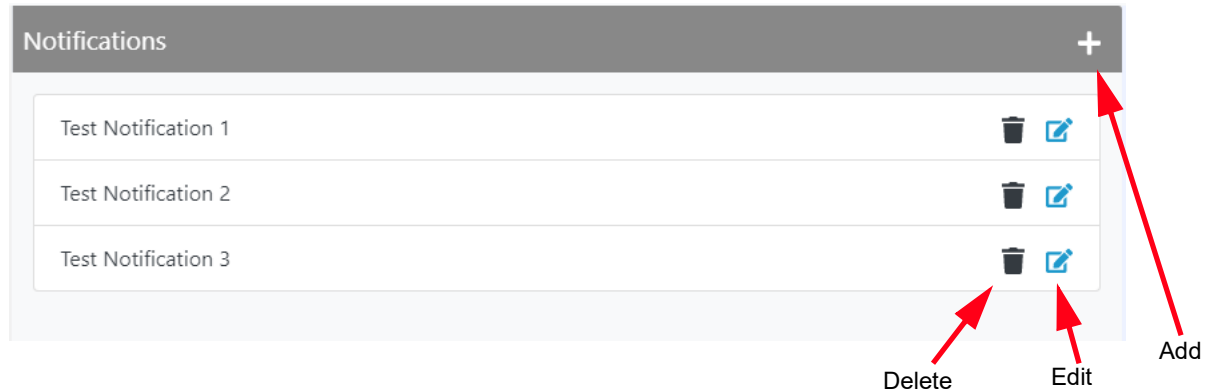 Notifications
Test Notification 1
Test Notification 2
Test Notification 3
Add
Delete
Edit